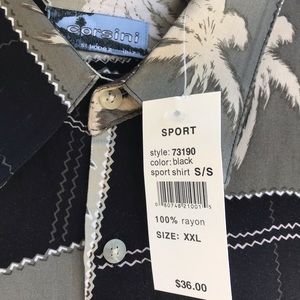 corsini
SPORT
style: 73190
color: black
sport shirt S/S
100% rayon
SIZE: XXL
$36.00